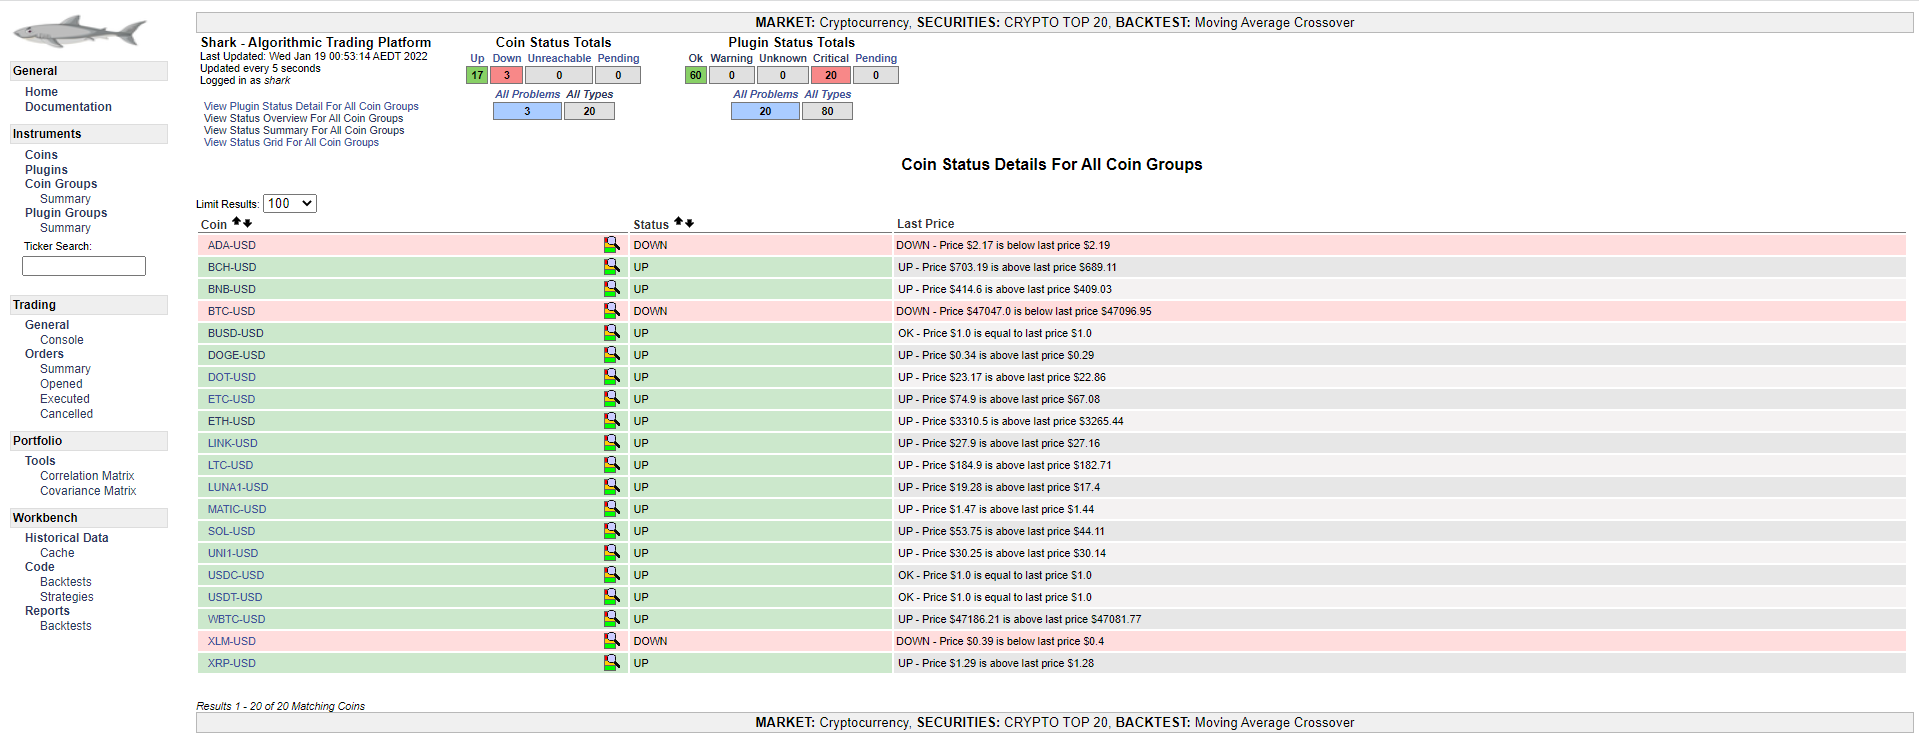 MARKET: Cryptocurrency, SECURITIES: CRYPTO TOP 20, BACKTEST: Moving Average Crossover
General
Home
Documentation
Instruments
Coins
Plugins
Coin Groups
Summary
Plugin Groups
Summary
Ticker Search:
Trading
General
Console
Orders
Summary
Opened
Executed
Cancelled
Portfolio
Tools
Correlation Matrix
Covariance Matrix
Workbench
Historical Data
Cache
Code
Backtests
Strategies
Reports
Backtests
Shark - Algorithmic Trading Platform
Last Updated: Wed Jan 19 00:53:14 AEDT 2022
Updated every 5 seconds
Logged in as shark
View Plugin Status Detail For All Coin Groups
View Status Overview For All Coin Groups
View Status Summary For All Coin Groups
View Status Grid For All Coin Groups
Coin Status Totals
Up Down Unreachable Pending
17 3 0 0
All Problems All Types
3 20
Plugin Status Totals
Ok Warning Unknown Critical Pending
60 0 0 20 0
All Problems All Types
20 80
Coin Status Details For All Coin Groups
Limit Results: 100
Coin Status Last Price
ADA-USD DOWN DOWN - Price $2.17 is below last price $2.19
BCH-USD UP UP - Price $703.19 is above last price $689.11
BNB-USD UP UP - Price $414.6 is above last price $409.03
BTC-USD DOWN DOWN - Price $47047.0 is below last price $47096.95
BUSD-USD UP OK - Price $1.0 is equal to last price $1.0
DOGE-USD UP UP - Price $0.34 is above last price $0.29
DOT-USD UP UP - Price $23.17 is above last price $22.86
ETC-USD UP UP - Price $74.9 is above last price $67.08
ETH-USD UP UP - Price $3310.5 is above last price $3265.44
LINK-USD UP UP - Price $27.9 is above last price $27.16
LTC-USD UP UP - Price $184.9 is above last price $182.71
LUNA1-USD UP UP - Price $19.28 is above last price $17.4
MATIC-USD UP UP - Price $1.47 is above last price $1.44
SOL-USD UP UP - Price $53.75 is above last price $44.11
UNI1-USD UP UP - Price $30.25 is above last price $30.14
USDC-USD UP OK - Price $1.0 is equal to last price $1.0
USDT-USD UP OK - Price $1.0 is equal to last price $1.0
WBTC-USD UP UP - Price $47186.21 is above last price $47081.77
XLM-USD DOWN DOWN - Price $0.39 is below last price $0.4
XRP-USD UP UP - Price $1.29 is above last price $1.28
Results 1 - 20 of 20 Matching Coins
MARKET: Cryptocurrency, SECURITIES: CRYPTO TOP 20, BACKTEST: Moving Average Crossover